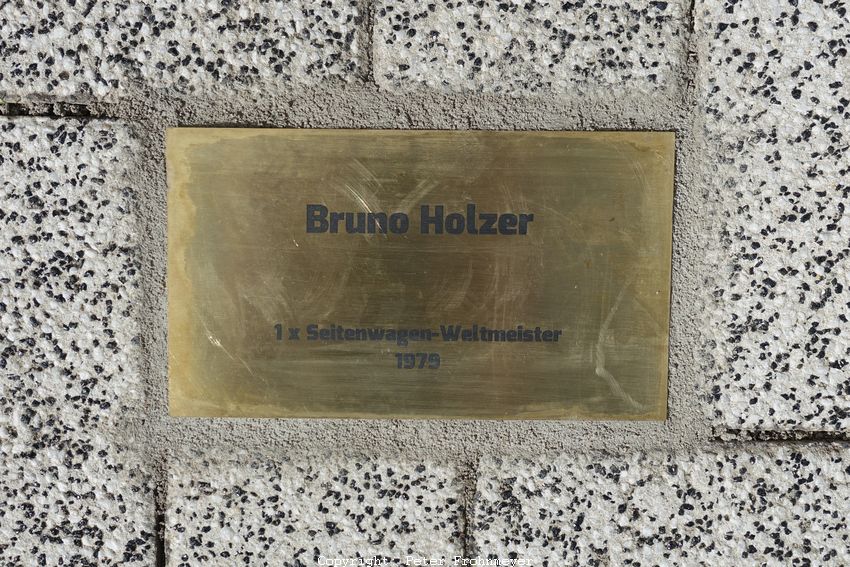 Bruno Holzer
1 x Seitenwagen-Weltmeister
1979
Copyright Peter Frohnmeyer